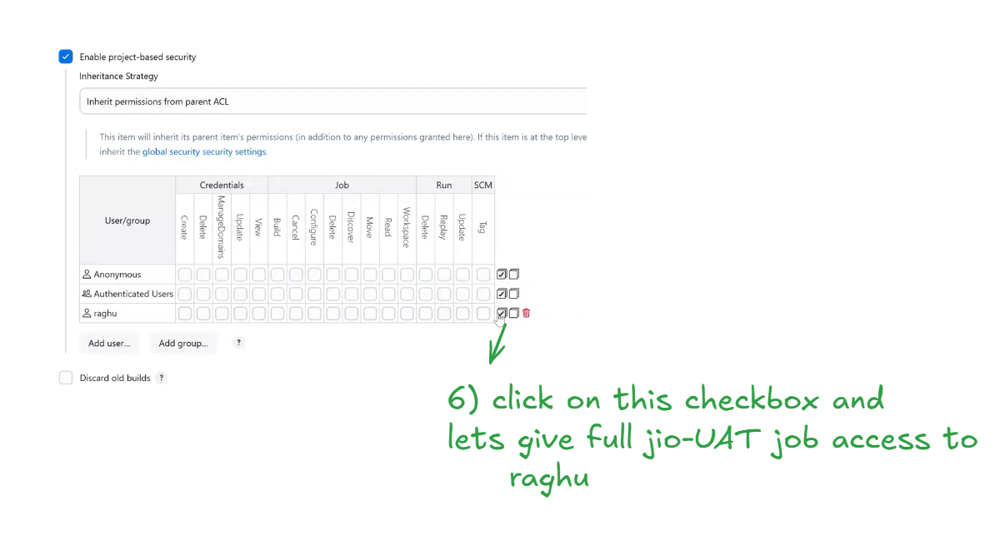 Enable project-based security
Inheritance Strategy
Inherit permissions from parent ACL
This item will inherit its parent item's permissions (in addition to any permissions granted here). If this item is at the top leve
inherit the global security security settings.
User/group
Credentials Job Run SCM
Create Delete ManageDomains Update View Build Cancel Configure Delete Discover Move Read Workspace Delete Replay Update Tag
Anonymous
Authenticated Users
raghu
Add user... Add group... ?
Discard old builds ?
6) click on this checkbox and
lets give full jio-UAT job access to
raghu